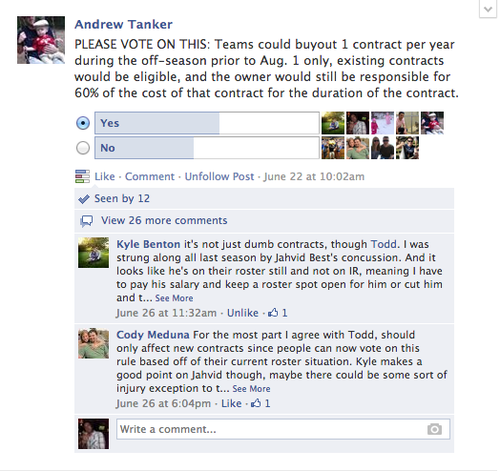 Andrew Tanker
PLEASE VOTE ON THIS: Teams could buyout 1 contract per year
during the off-season prior to Aug. 1 only, existing contracts
would be eligible, and the owner would still be responsible for
60% of the cost of that contract for the duration of the contract.
Yes
No
Like · Comment · Unfollow Post · June 22 at 10:02am
Seen by 12
View 26 more comments
Kyle Benton it's not just dumb contracts, though Todd. I was
strung along all last season by Jahvid Best's concussion. And it
looks like he's on their roster still and not on IR, meaning I have
to pay his salary and keep a roster spot open for him or cut him
and t... See More
June 26 at 11:32am · Unlike · 1
Cody Meduna For the most part I agree with Todd, should
only affect new contracts since people can now vote on this
rule based off of their current roster situation. Kyle makes a
good point on Jahvid though, maybe there could be some sort of
injury exception to t... See More
June 26 at 6:04pm · Like · 1
Write a comment...